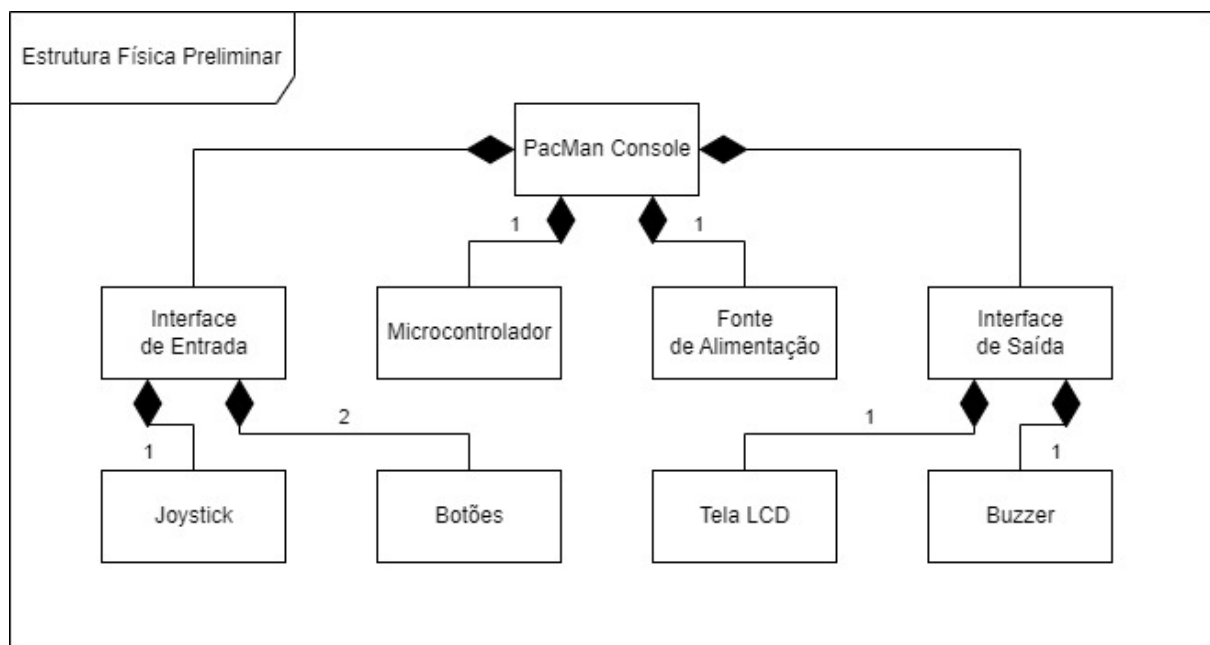 Estrutura Física Preliminar
PacMan Console
1
1
Interface
de Entrada
Microcontrolador
Fonte
de Alimentação
Interface
de Saída
1
2
1
1
Joystick
Botões
Tela LCD
Buzzer